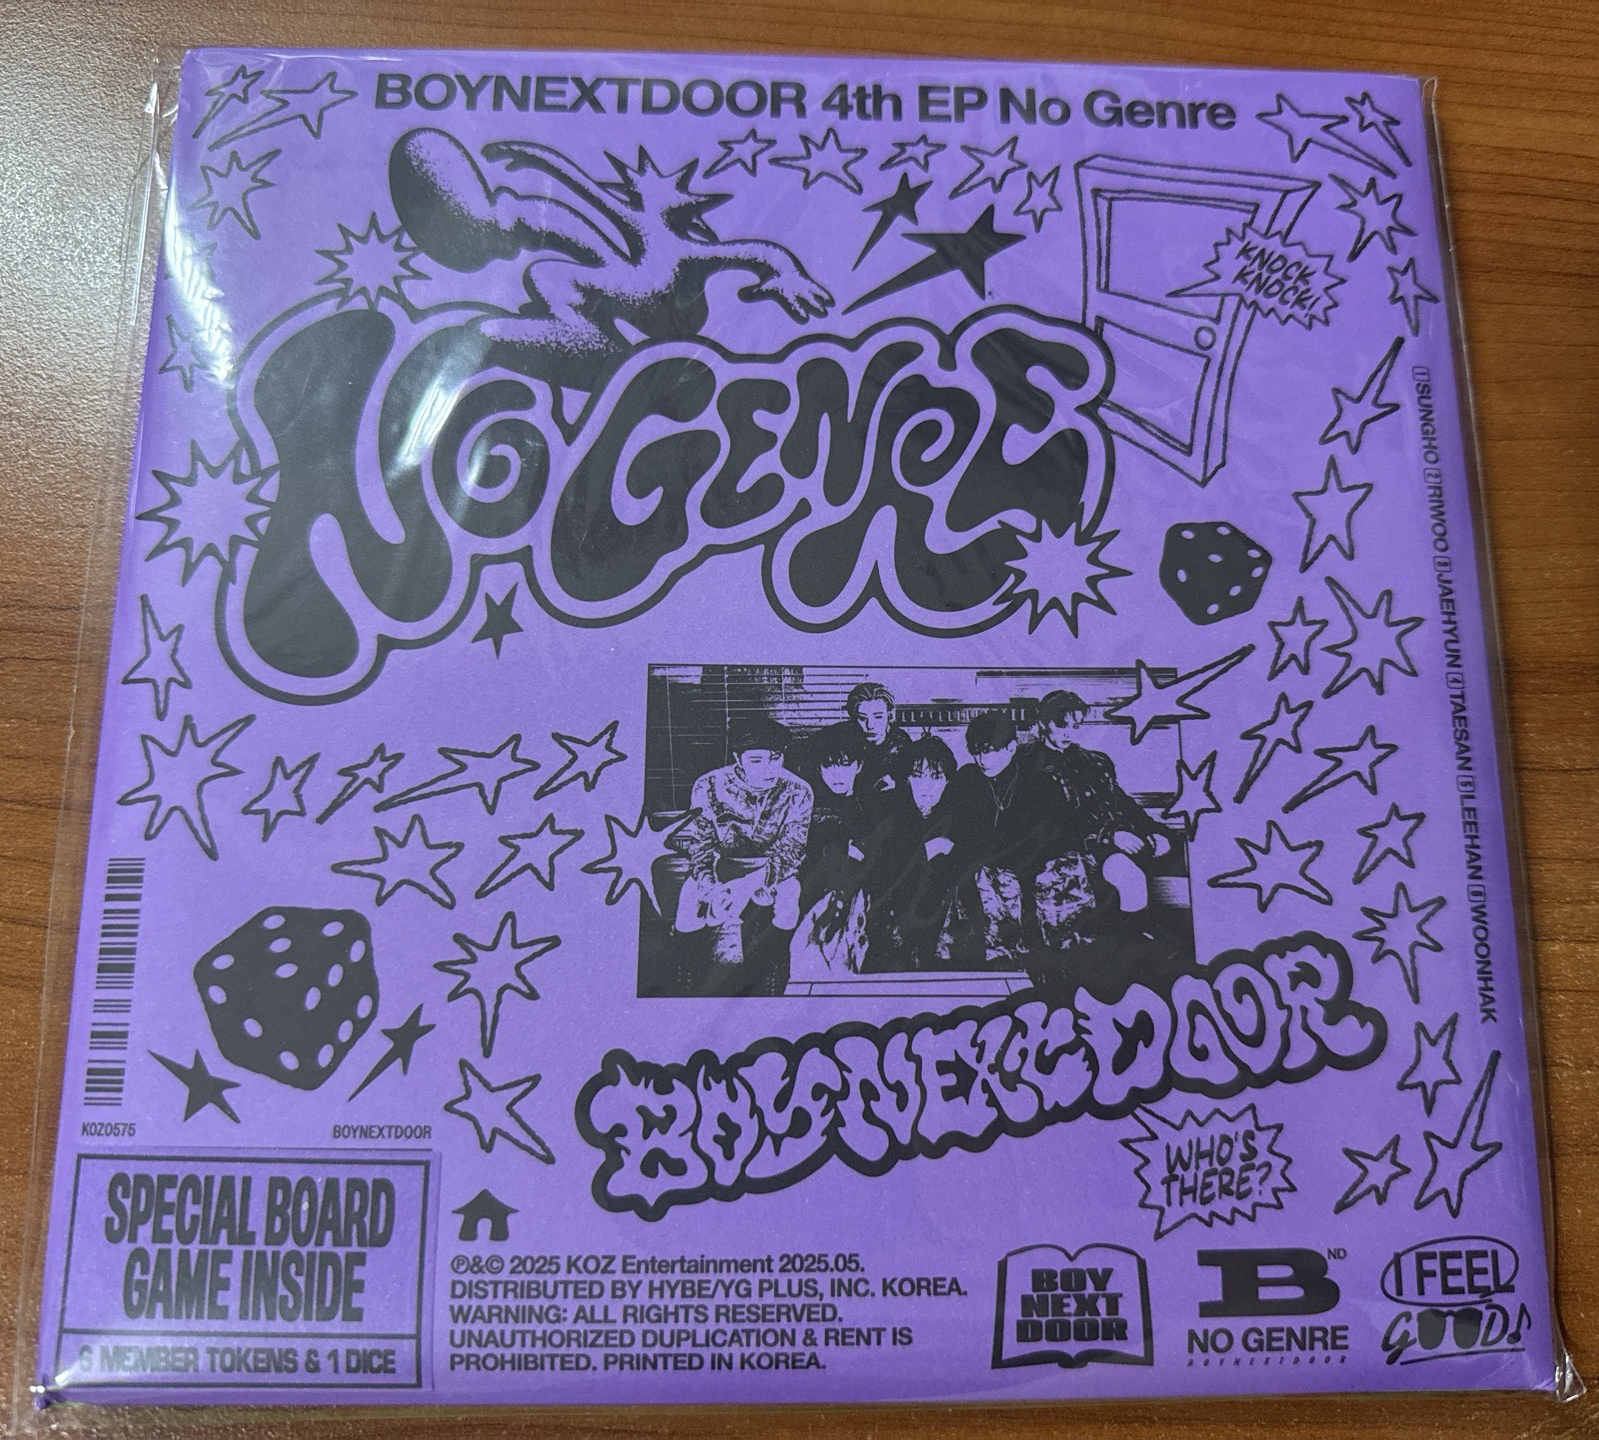 BOYNEXTDOOR 4th EP No Genre
KNOCK
KNOCK!
NO GENRE
1 SUNGHO 2 RIWOO 3 JAEHYUN 4 TAESAN 5 LEEHAN 6 WOONHAK
BOYNEXTDOOR
WHO'S
THERE?
KOZ0575
BOYNEXTDOOR
SPECIAL BOARD
GAME INSIDE
6 MEMBER TOKENS & 1 DICE
℗&© 2025 KOZ Entertainment 2025.05.
DISTRIBUTED BY HYBE/YG PLUS, INC. KOREA.
WARNING: ALL RIGHTS RESERVED.
UNAUTHORIZED DUPLICATION & RENT IS
PROHIBITED. PRINTED IN KOREA.
BOY
NEXT
DOOR
B ND
NO GENRE
BOYNEXTDOOR
I FEEL
GOOD♪